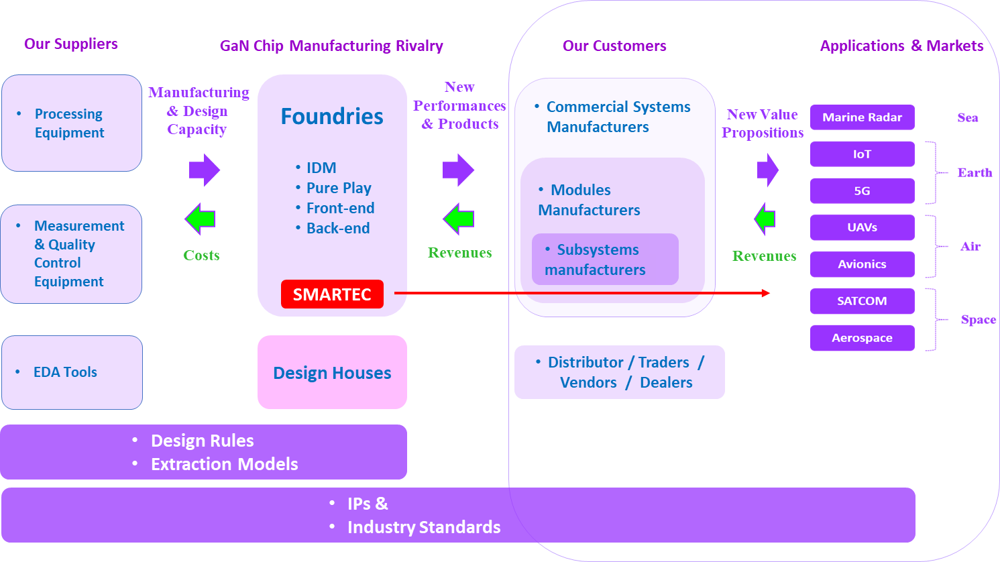 Our Suppliers
GaN Chip Manufacturing Rivalry
Our Customers
Applications & Markets
• Processing
Equipment
• Measurement
& Quality
Control
Equipment
• EDA Tools
Manufacturing
& Design
Capacity
Costs
Foundries
• IDM
• Pure Play
• Front-end
• Back-end
SMARTEC
Design Houses
New
Performances
& Products
Revenues
• Commercial Systems
Manufacturers
• Modules
Manufacturers
• Subsystems
manufacturers
• Distributor / Traders /
Vendors / Dealers
New Value
Propositions
Revenues
Marine Radar
IoT
5G
UAVs
Avionics
SATCOM
Aerospace
Sea
Earth
Air
Space
• Design Rules
• Extraction Models
• IPs &
• Industry Standards